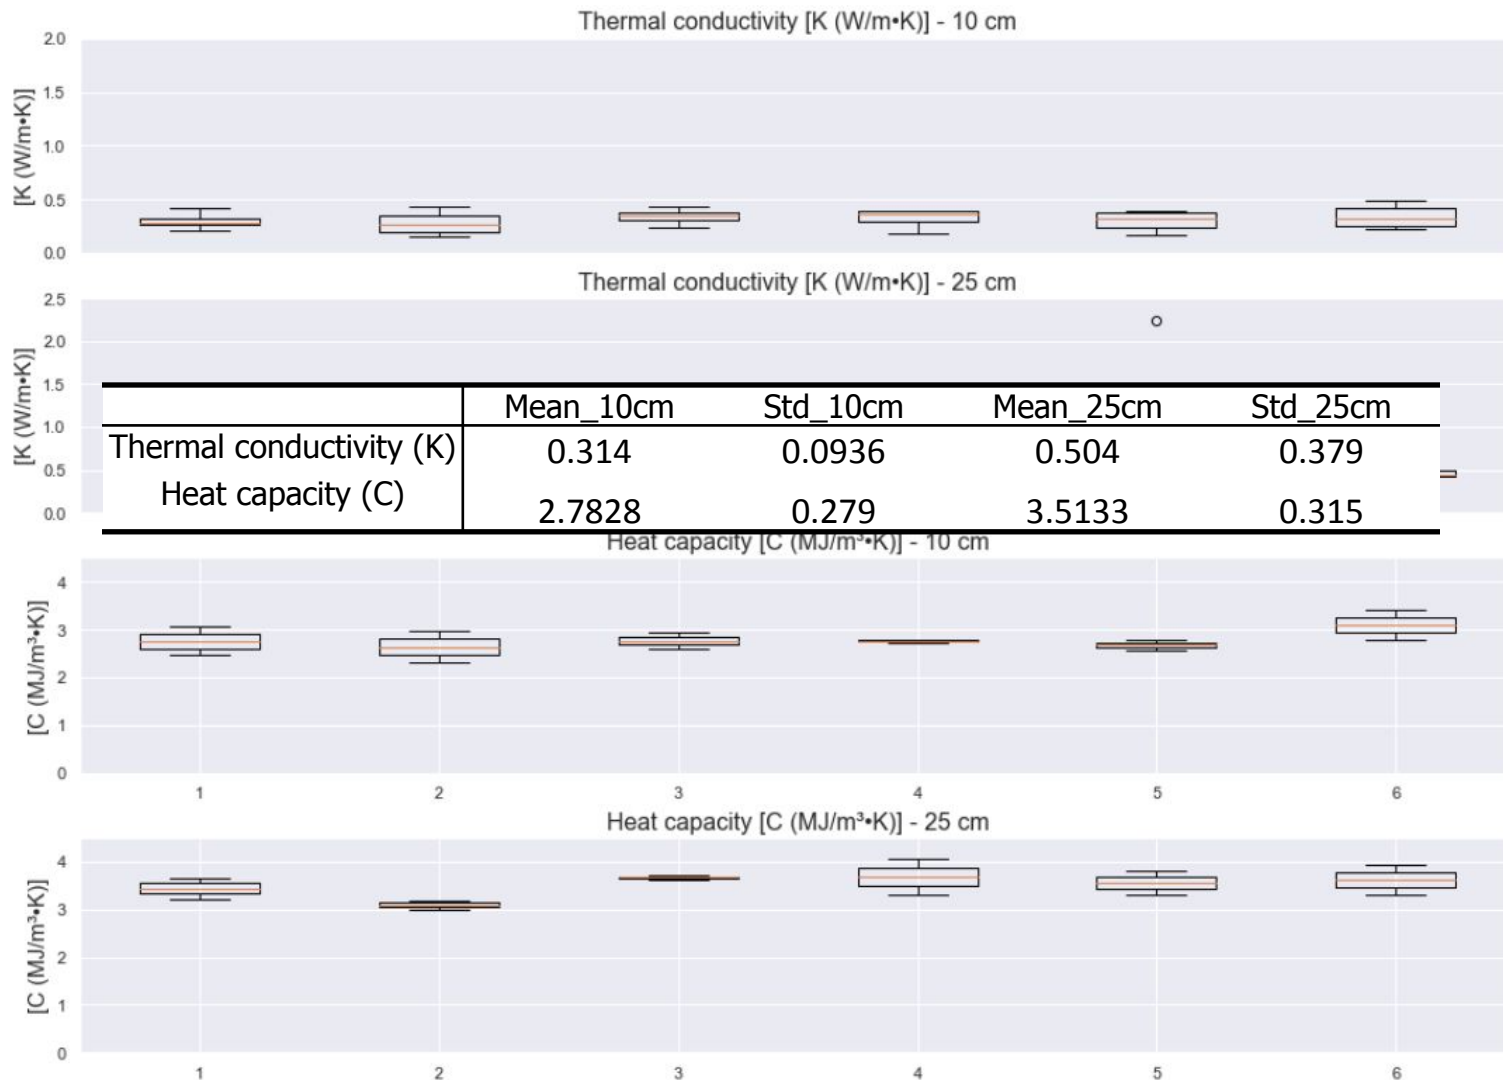 Thermal conductivity [K (W/m•K)] - 10 cm
[K (W/m•K)]
2.0
1.5
1.0
0.5
0.0
Thermal conductivity [K (W/m•K)] - 25 cm
[K (W/m•K)]
2.5
2.0
1.5
1.0
0.5
0.0
Mean_10cm Std_10cm Mean_25cm Std_25cm
Thermal conductivity (K) 0.314 0.0936 0.504 0.379
Heat capacity (C) 2.7828 0.279 3.5133 0.315
Heat capacity [C (MJ/m³•K)] - 10 cm
[C (MJ/m³•K)]
4
3
2
1
0
1 2 3 4 5 6
Heat capacity [C (MJ/m³•K)] - 25 cm
[C (MJ/m³•K)]
4
3
2
1
0
1 2 3 4 5 6